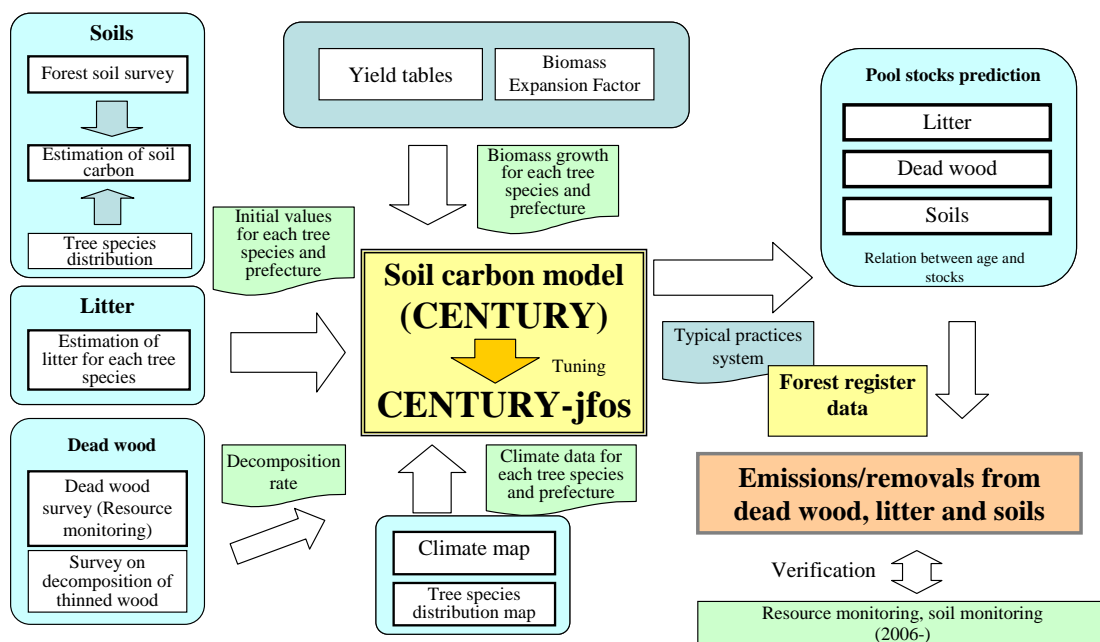 Soils
Forest soil survey
Estimation of soil
carbon
Tree species
distribution
Litter
Estimation of
litter for each tree
species
Dead wood
Dead wood
survey (Resource
monitoring)
Survey on
decomposition of
thinned wood
Yield tables
Biomass
Expansion Factor
Biomass growth
for each tree
species and
prefecture
Initial values
for each tree
species and
prefecture
Soil carbon model
(CENTURY)
Tuning
CENTURY-jfos
Decomposition
rate
Climate data for
each tree species
and prefecture
Climate map
Tree species
distribution map
Pool stocks prediction
Litter
Dead wood
Soils
Relation between age and
stocks
Typical practices
system
Forest register
data
Emissions/removals from
dead wood, litter and soils
Verification
Resource monitoring, soil monitoring
(2006-)